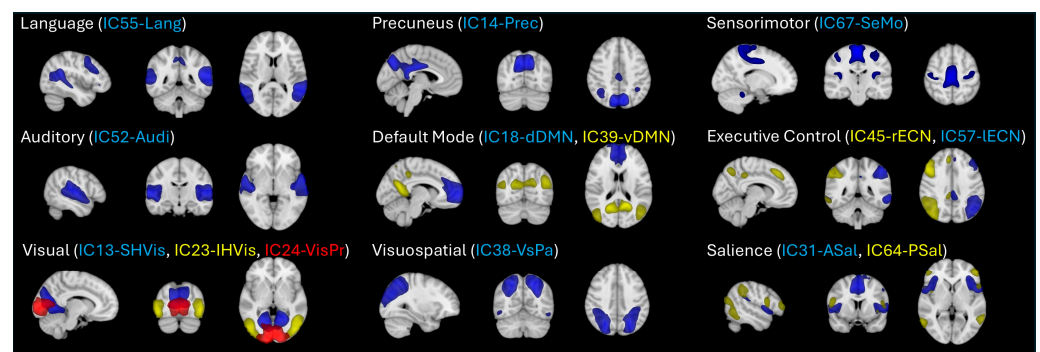 Language (IC55-Lang)
Precuneus (IC14-Prec)
Sensorimotor (IC67-SeMo)
Auditory (IC52-Audi)
Default Mode (IC18-dDMN, IC39-vDMN)
Executive Control (IC45-rECN, IC57-lECN)
Visual (IC13-SHVis, IC23-IHVis, IC24-VisPr)
Visuospatial (IC38-VsPa)
Salience (IC31-ASal, IC64-PSal)